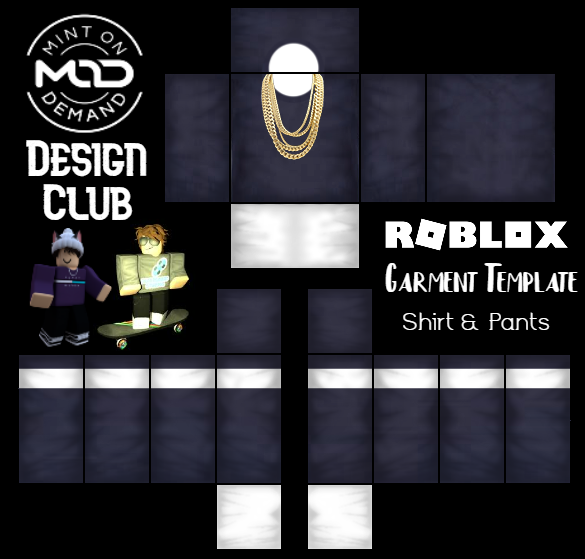 MINT ON
MOD
DEMAND
DESIGN
CLUB
ROBLOX
GARMENT TEMPLATE
Shirt & Pants